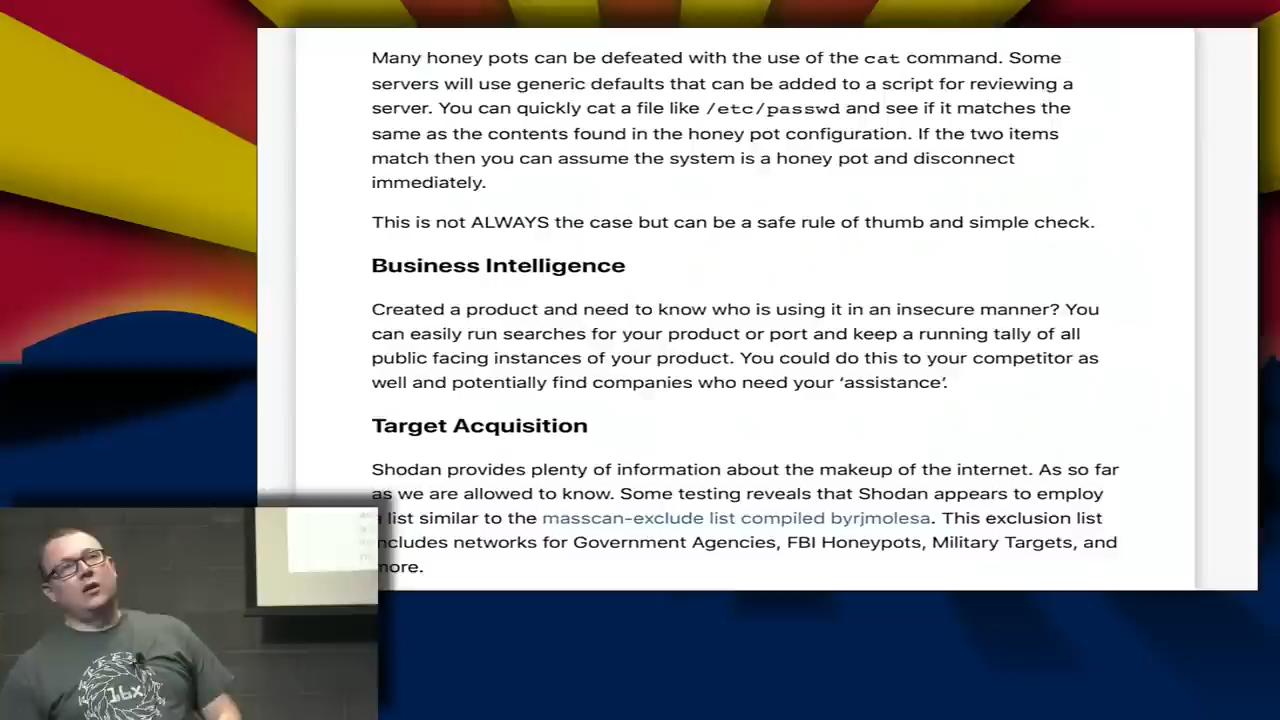 Many honey pots can be defeated with the use of the cat command. Some
servers will use generic defaults that can be added to a script for reviewing a
server. You can quickly cat a file like /etc/passwd and see if it matches the
same as the contents found in the honey pot configuration. If the two items
match then you can assume the system is a honey pot and disconnect
immediately.
This is not ALWAYS the case but can be a safe rule of thumb and simple check.
Business Intelligence
Created a product and need to know who is using it in an insecure manner? You
can easily run searches for your product or port and keep a running tally of all
public facing instances of your product. You could do this to your competitor as
well and potentially find companies who need your ‘assistance’.
Target Acquisition
Shodan provides plenty of information about the makeup of the internet. As so far
as we are allowed to know. Some testing reveals that Shodan appears to employ
list similar to the masscan-exclude list compiled byrjmolesa. This exclusion list
includes networks for Government Agencies, FBI Honeypots, Military Targets, and
more.
16x